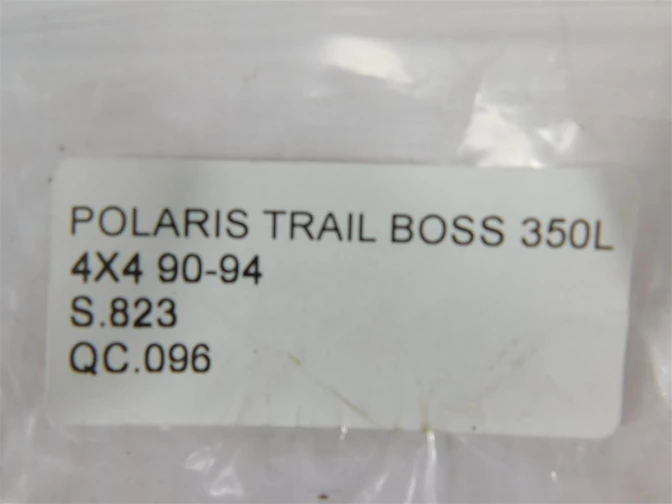 POLARIS TRAIL BOSS 350L
4X4 90-94
S.823
QC.096